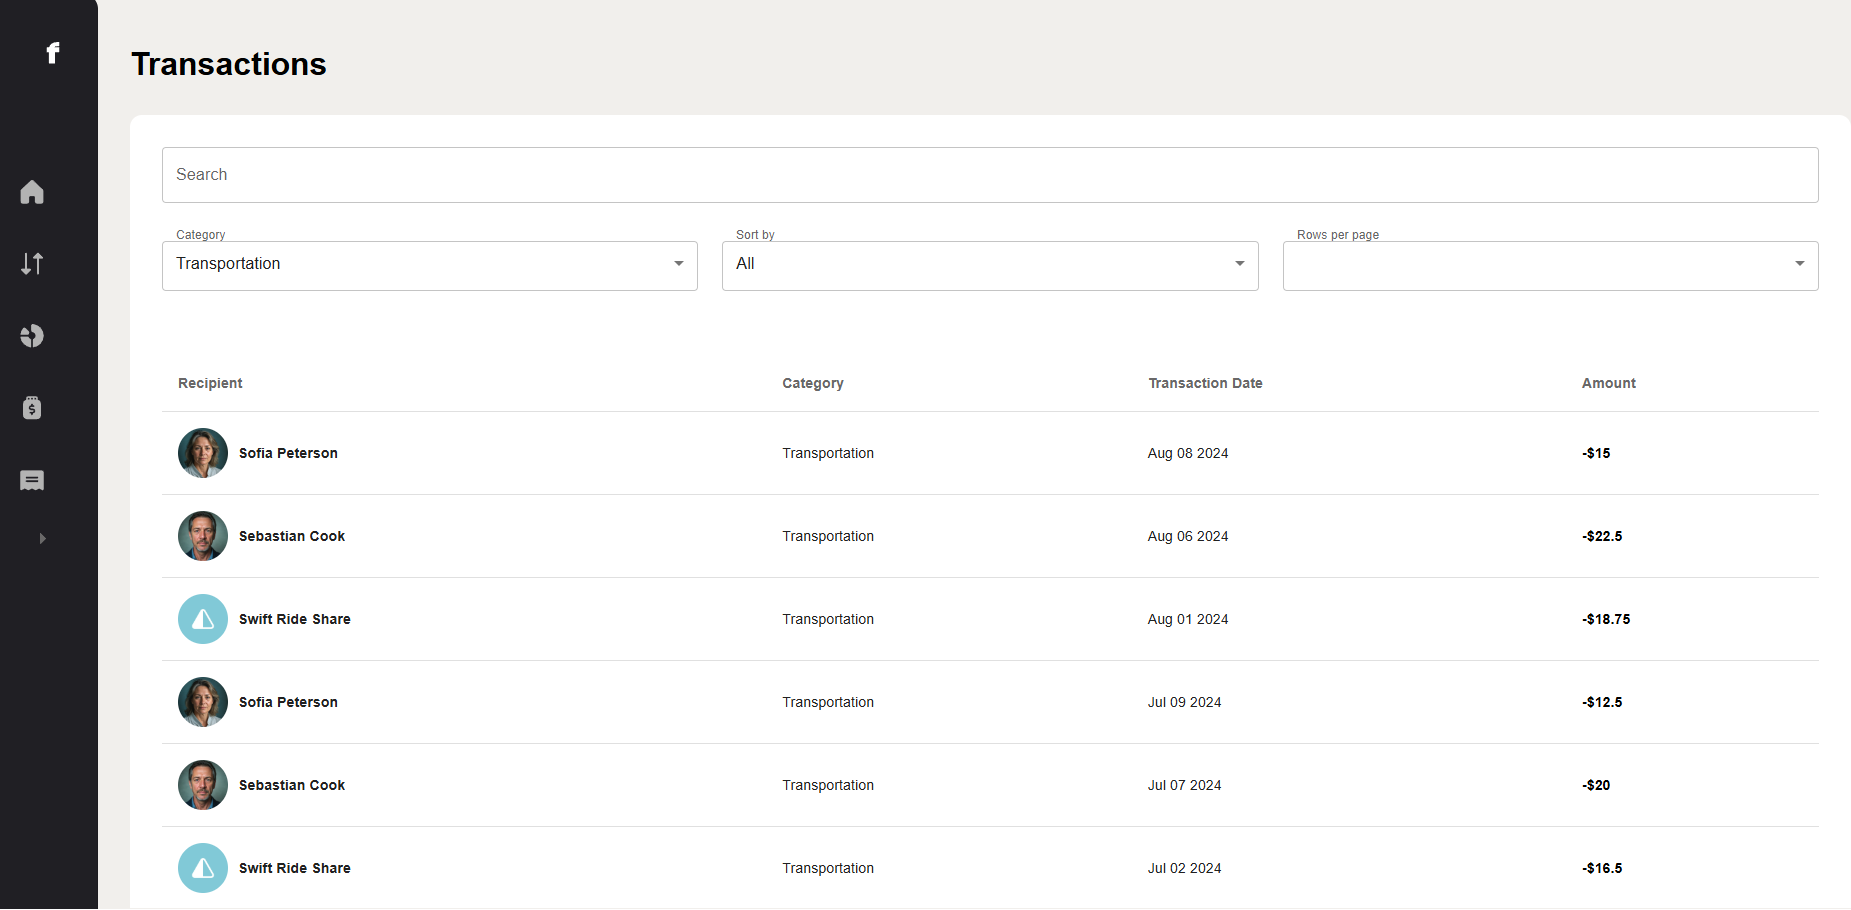 f
Transactions
Search
Category
Sort by
Rows per page
Transportation
All
Recipient Category Transaction Date Amount
Sofia Peterson Transportation Aug 08 2024 -$15
Sebastian Cook Transportation Aug 06 2024 -$22.5
Swift Ride Share Transportation Aug 01 2024 -$18.75
Sofia Peterson Transportation Jul 09 2024 -$12.5
Sebastian Cook Transportation Jul 07 2024 -$20
Swift Ride Share Transportation Jul 02 2024 -$16.5